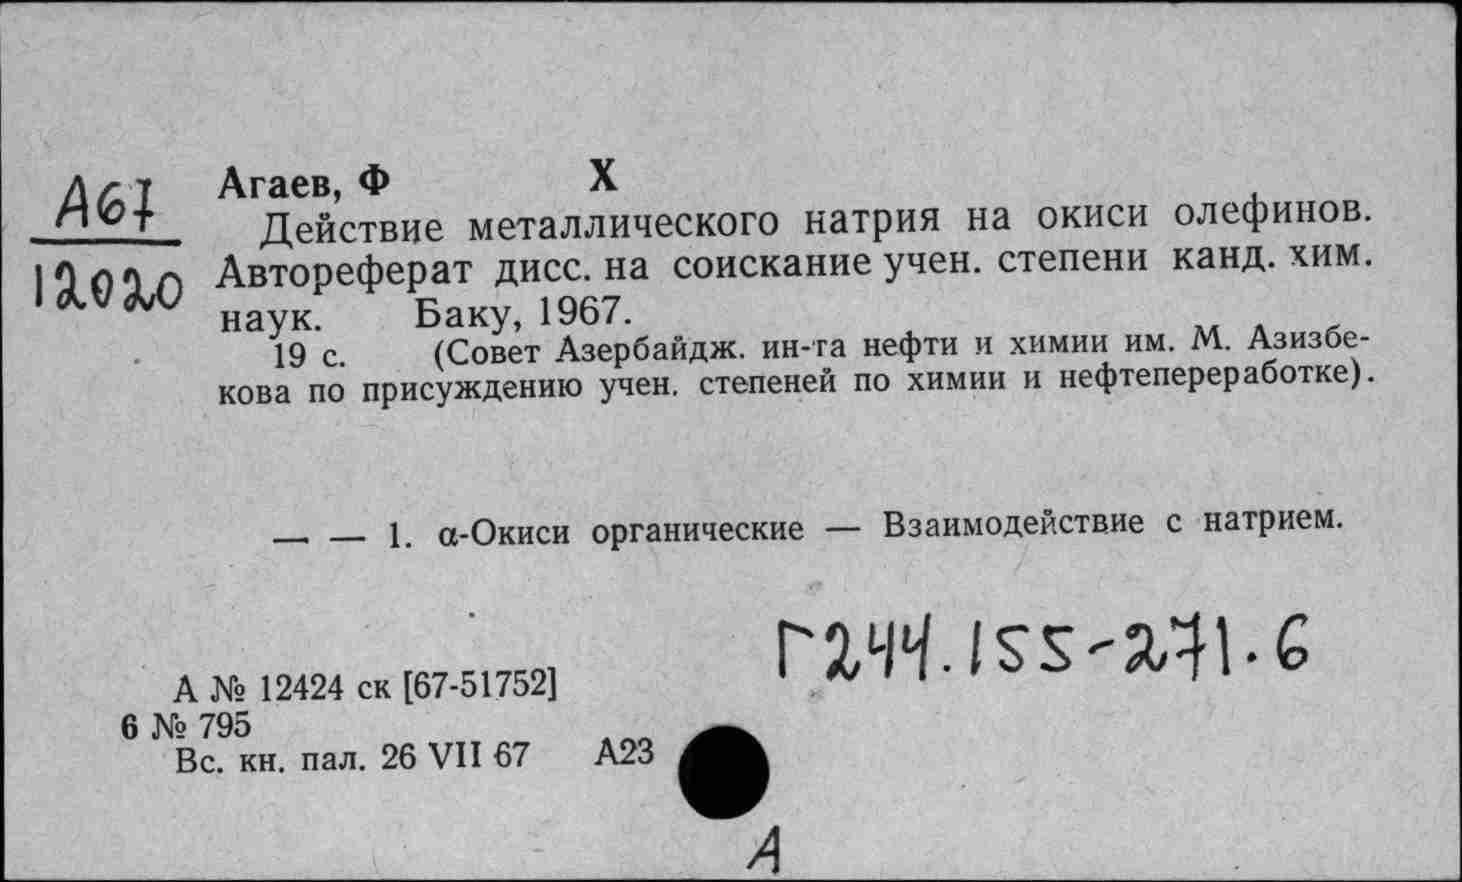 А67
12020
Агаев, Ф Х
Действие металлического натрия на окиси олефинов.
Автореферат дисс. на соискание учен. степени канд. хим.
наук. Баку, 1967.
19 с. (Совет Азербайдж. ин-та нефти и химии им. М. Азизбе-
кова по присуждению учен. степеней по химии и нефтепереработке).
— — 1. α-Окиси органические — Взаимодействие с натрием.
Г244.155-271.6
А № 12424 ск [67-51752]
6 № 795
Вс. кн. пал. 26 VII 67 А23
А